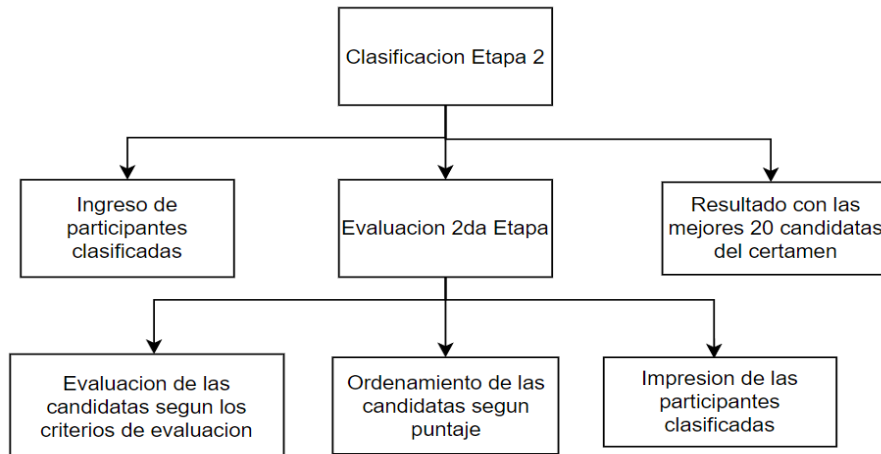 Clasificacion Etapa 2
Ingreso de
participantes
clasificadas
Evaluacion 2da Etapa
Resultado con las
mejores 20 candidatas
del certamen
Evaluacion de las
candidatas segun los
criterios de evaluacion
Ordenamiento de las
candidatas segun
puntaje
Impresion de las
participantes
clasificadas